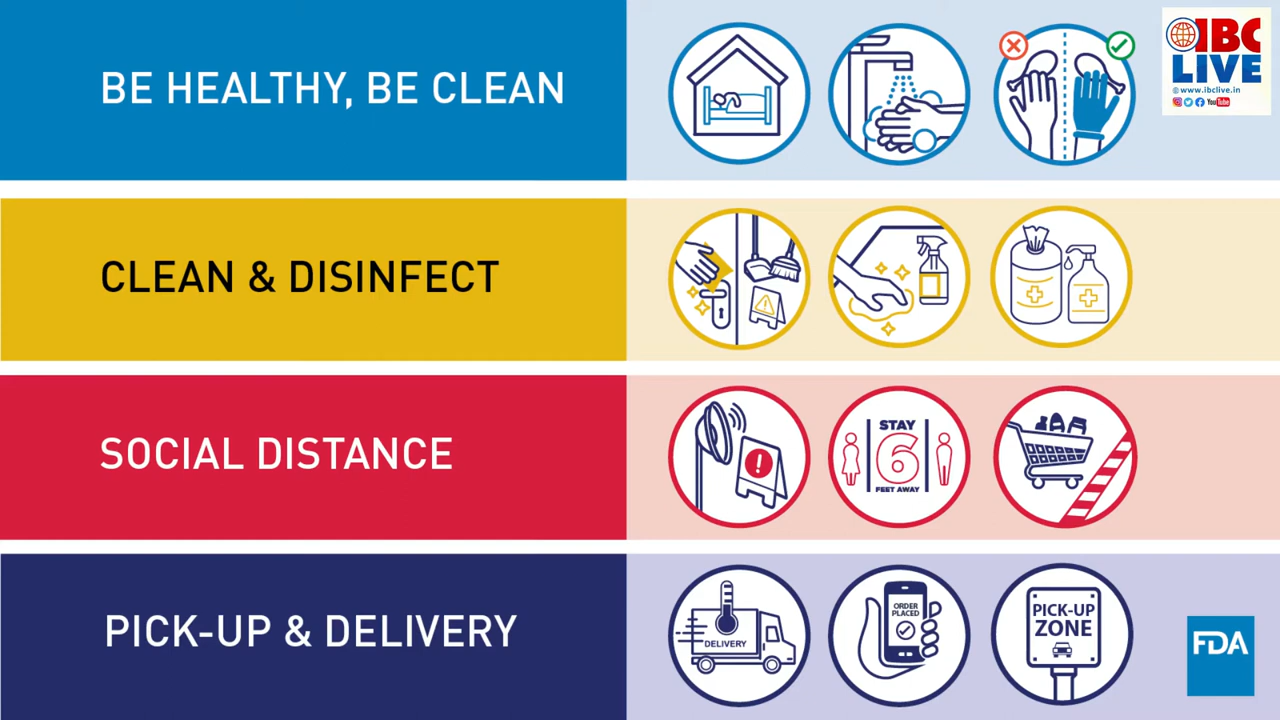 BE HEALTHY, BE CLEAN
IBC
LIVE
www.ibclive.in
YouTube
CLEAN & DISINFECT
SOCIAL DISTANCE
STAY
6
FEET AWAY
PICK-UP & DELIVERY
DELIVERY
ORDER
PLACED
PICK-UP
ZONE
FDA